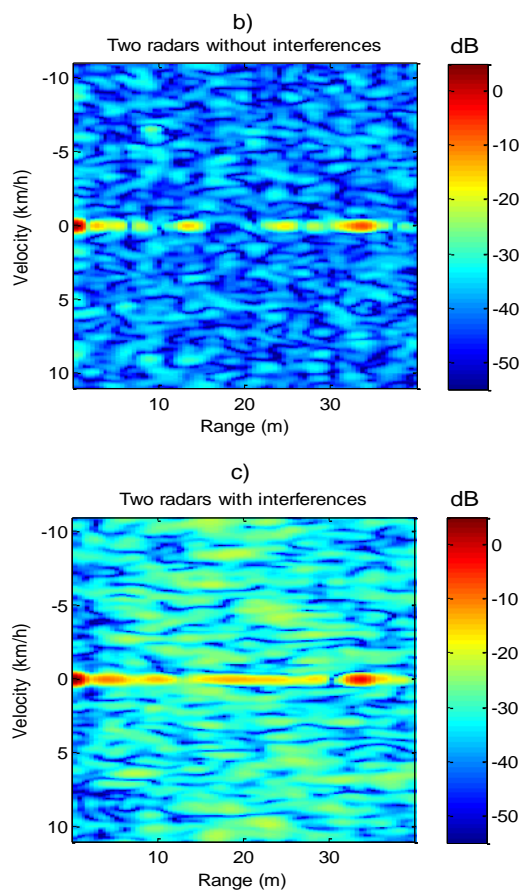 b)
Two radars without interferences
dB
-10
-5
0
5
10
Velocity (km/h)
10
20
30
Range (m)
0
-10
-20
-30
-40
-50
c)
Two radars with interferences
dB
-10
-5
0
5
10
Velocity (km/h)
10
20
30
Range (m)
0
-10
-20
-30
-40
-50